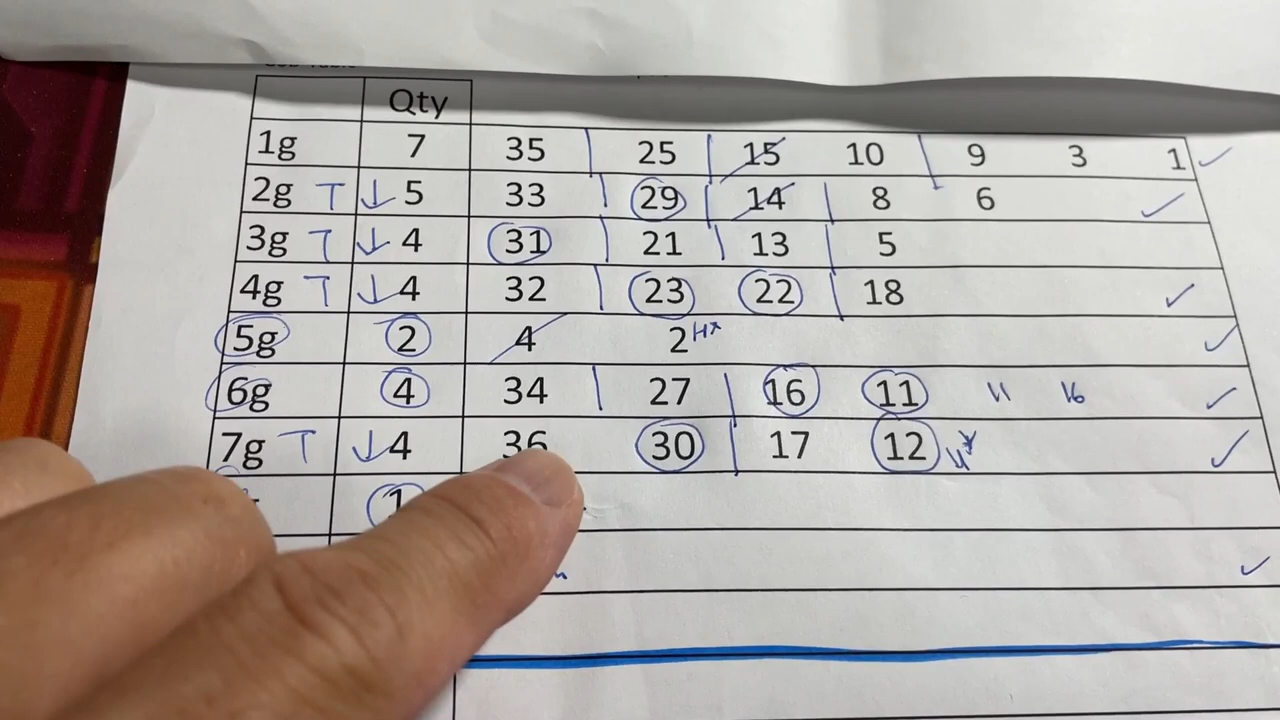 Qty
1g 7 35 25 15 10 9 3 1
2g T ↓ 5 33 29 14 8 6
3g T ↓ 4 31 21 13 5
4g T ↓ 4 32 23 22 18
5g 2 4 2
6g 4 34 27 16 11 11 16
7g T ↓ 4 36 30 17 12
1